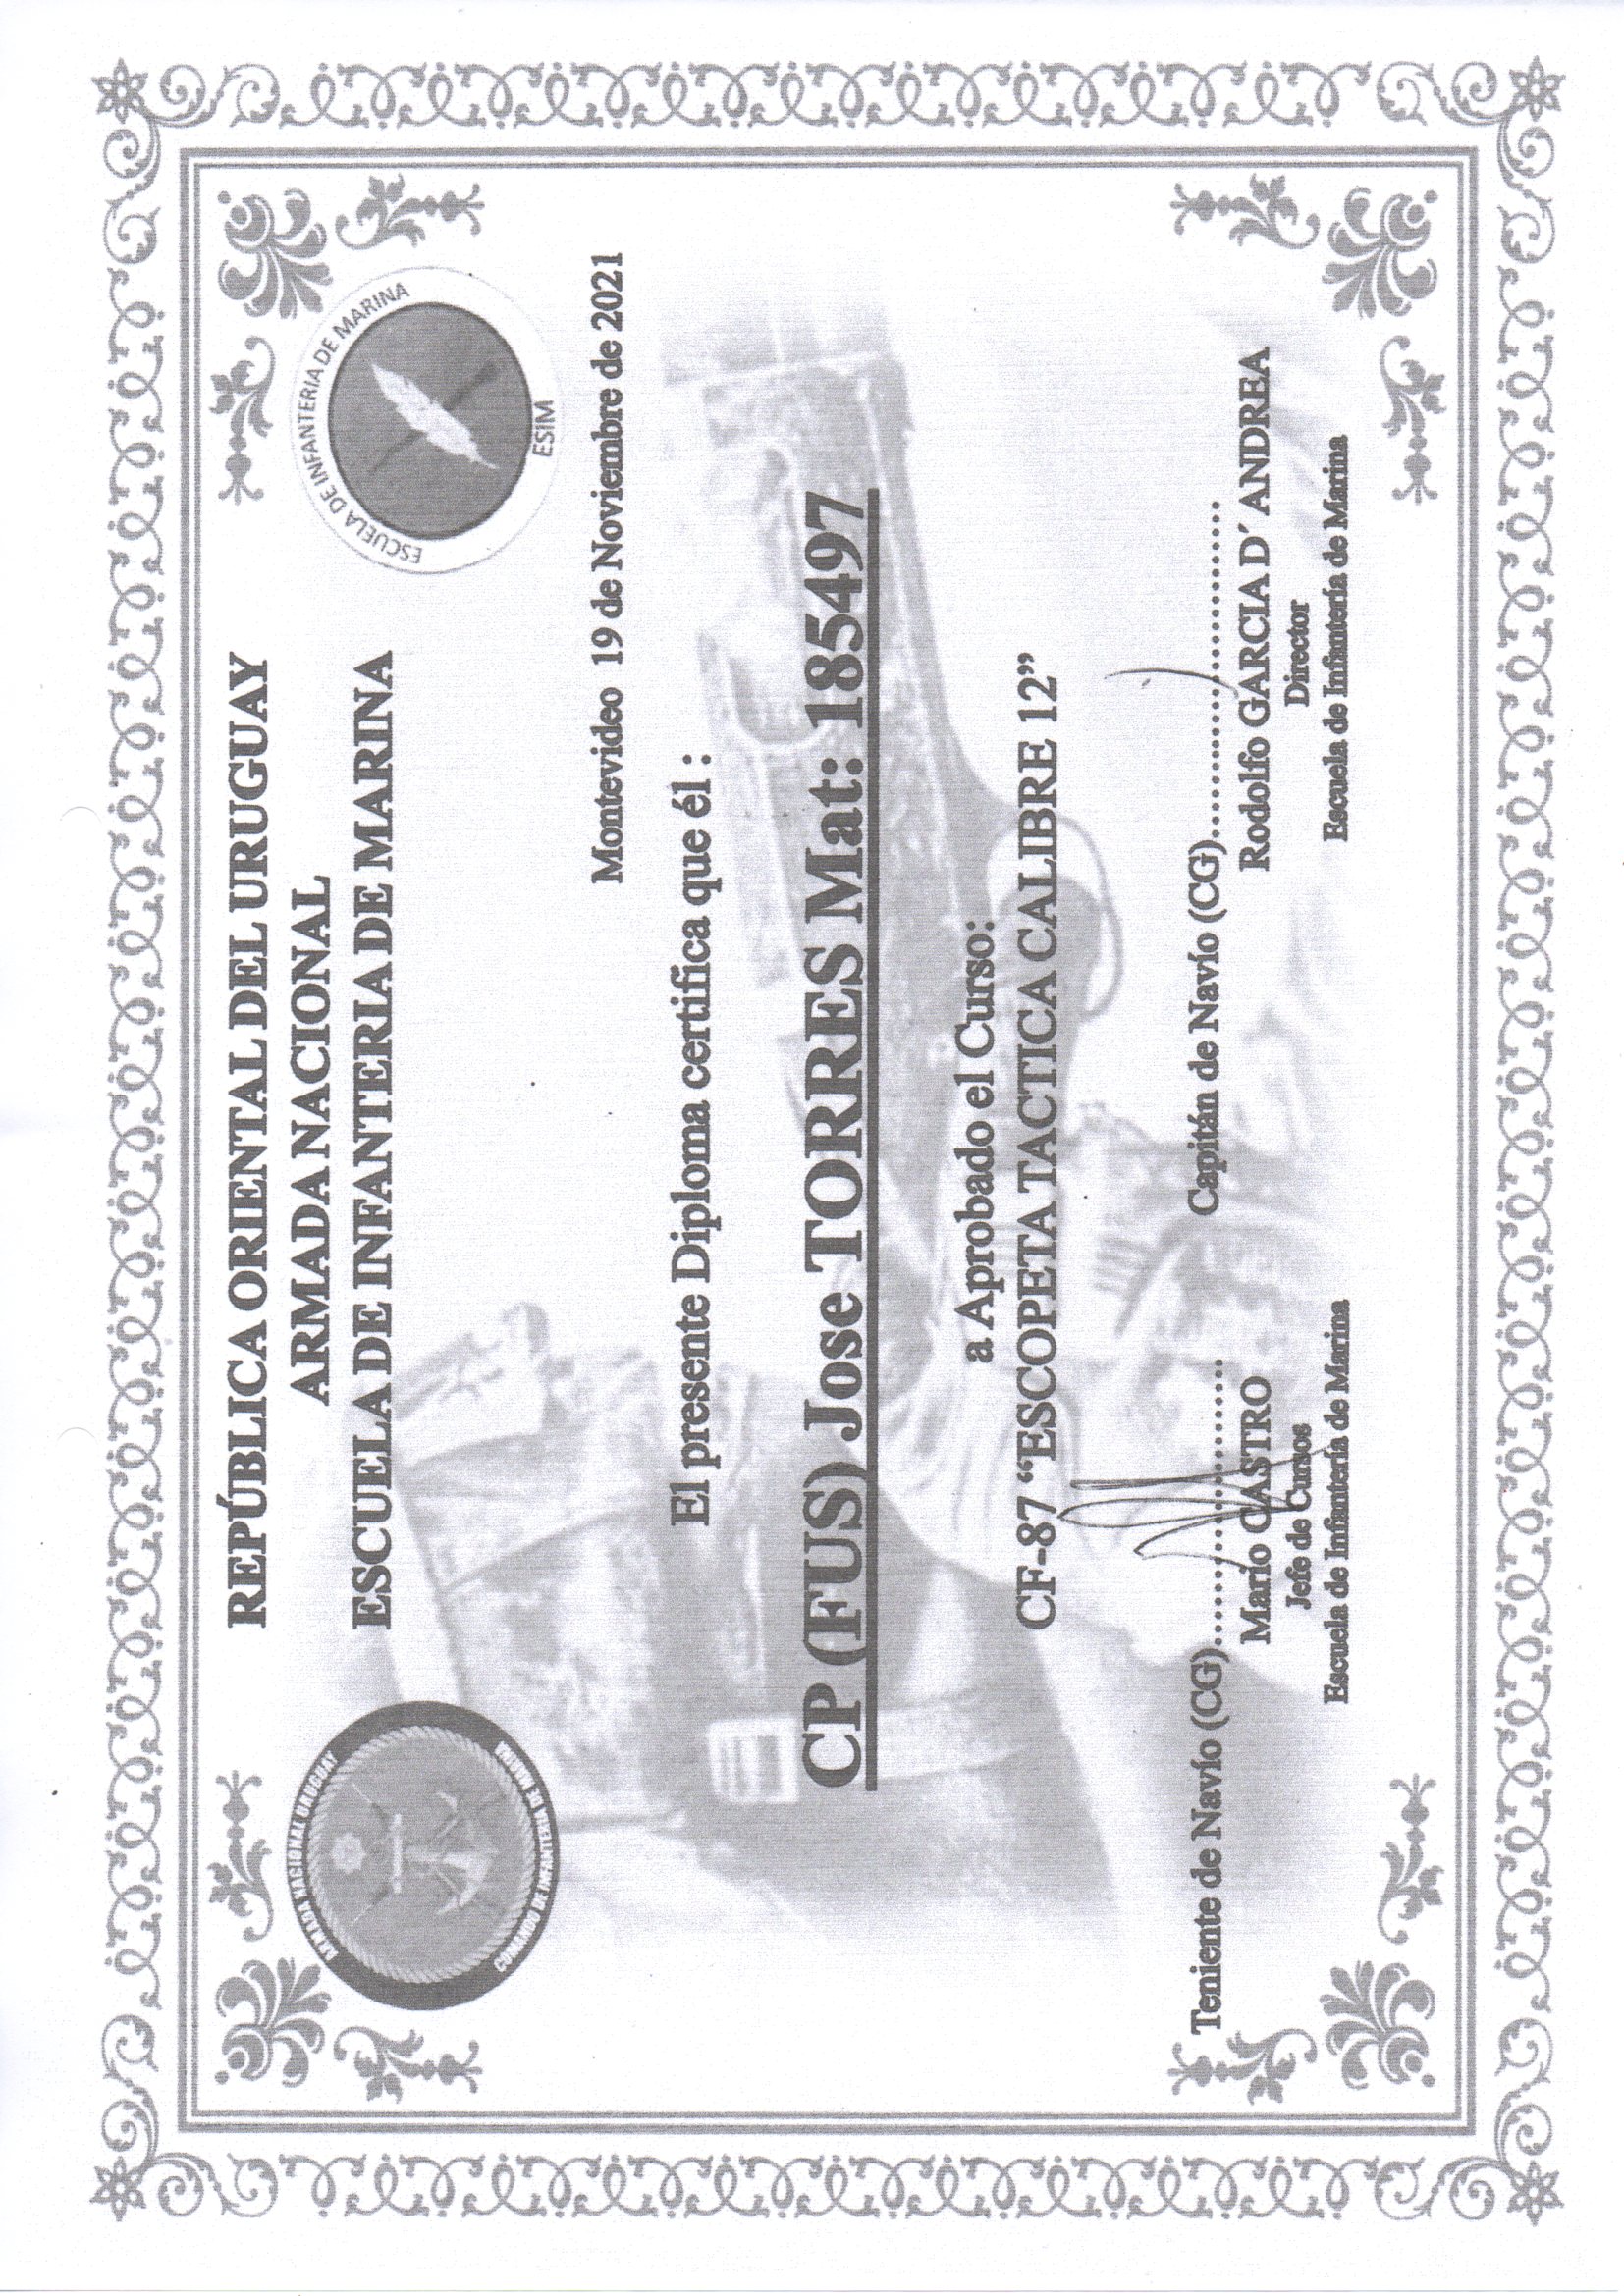 REPÚBLICA ORIENTAL DEL URUGUAY
ARMADA NACIONAL
ESCUELA DE INFANTERIA DE MARINA
ARMADA NACIONAL URUGUAY
COMANDO DE INFANTERIA DE MARINA
ESCUELA DE INFANTERIA DE MARINA
ESIM
Montevideo 19 de Noviembre de 2021
El presente Diploma certifica que él :
CP (FUS) Jose TORRES Mat: 185497
a Aprobado el Curso:
CF-87 “ESCOPETA TACTICA CALIBRE 12”
Teniente de Navío (CG)........................ Capitán de Navío (CG)............................
Mario CASTRO Rodolfo GARCIA D´ ANDREA
Jefe de Cursos Director
Escuela de Infantería de Marina Escuela de Infantería de Marina